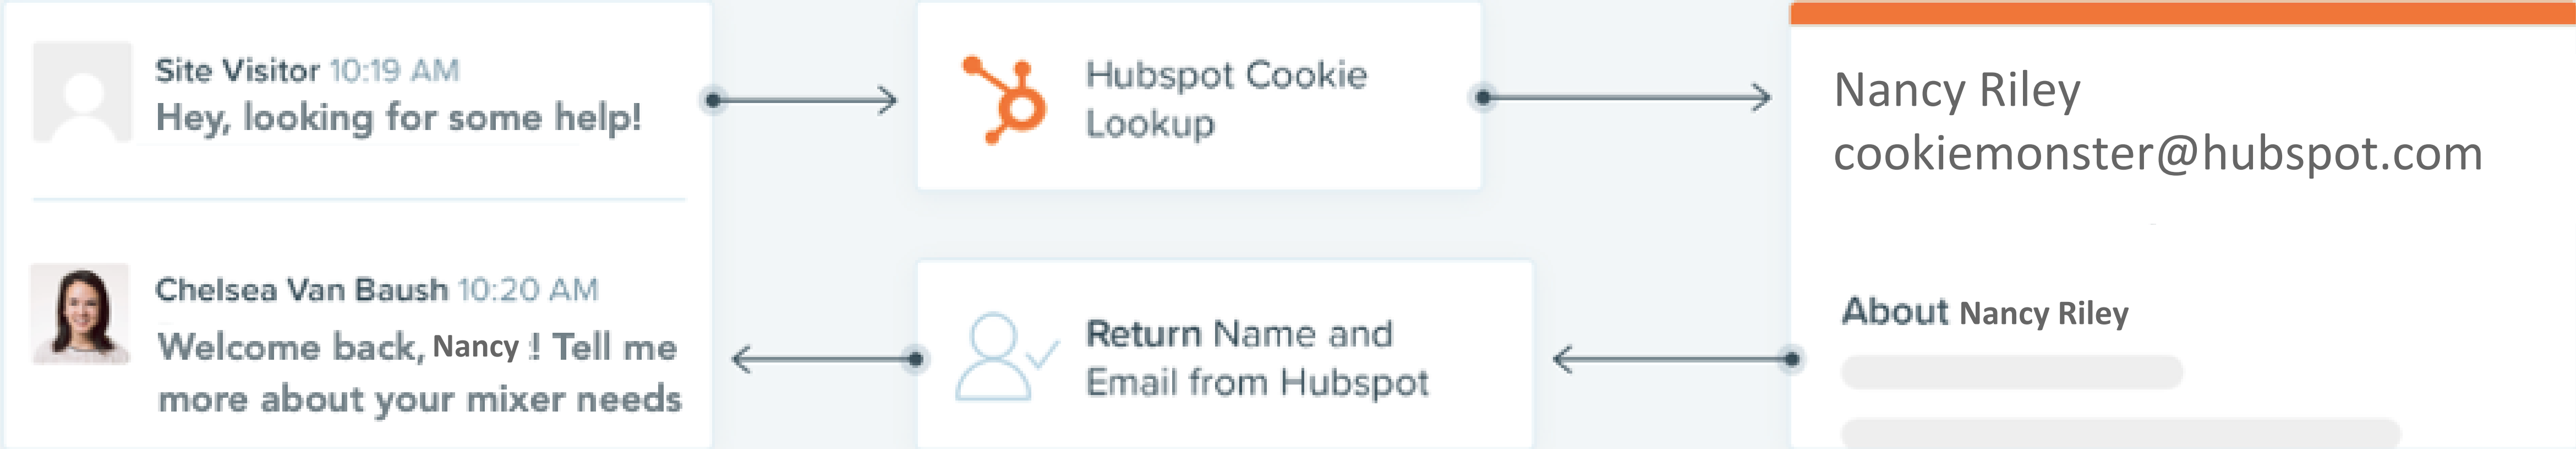 Site Visitor 10:19 AM
Hey, looking for some help!
Chelsea Van Baush 10:20 AM
Welcome back, Nancy ! Tell me
more about your mixer needs
Hubspot Cookie
Lookup
Return Name and
Email from Hubspot
Nancy Riley
cookiemonster@hubspot.com
About Nancy Riley